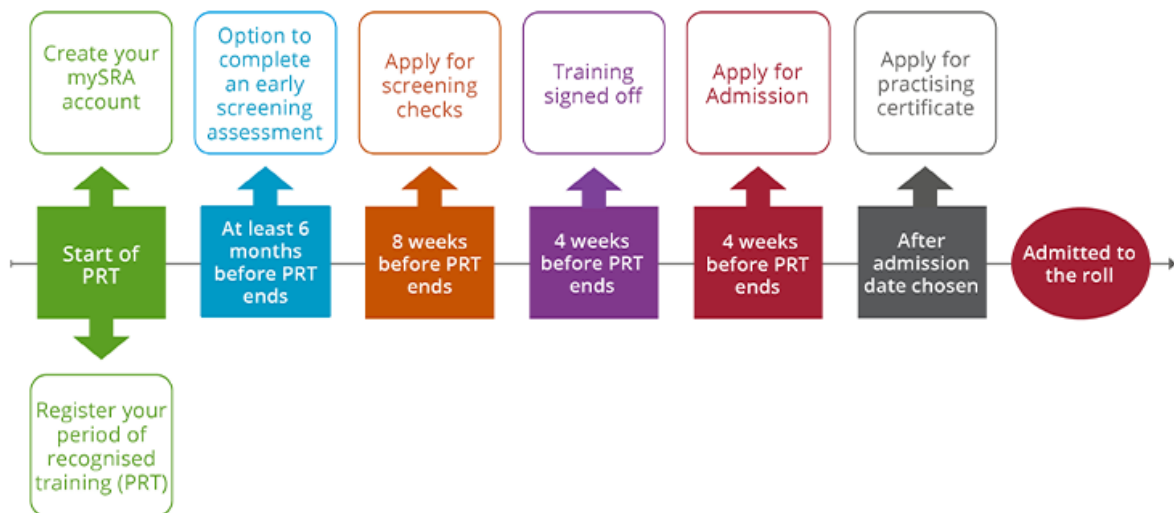 Create your
mySRA
account
Option to
complete
an early
screening
assessment
Apply for
screening
checks
Training
signed off
Apply for
Admission
Apply for
practising
certificate
Start of
PRT
At least 6
months
before PRT
ends
8 weeks
before PRT
ends
4 weeks
before PRT
ends
4 weeks
before PRT
ends
After
admission
date chosen
Admitted to
the roll
Register your
period of
recognised
training (PRT)